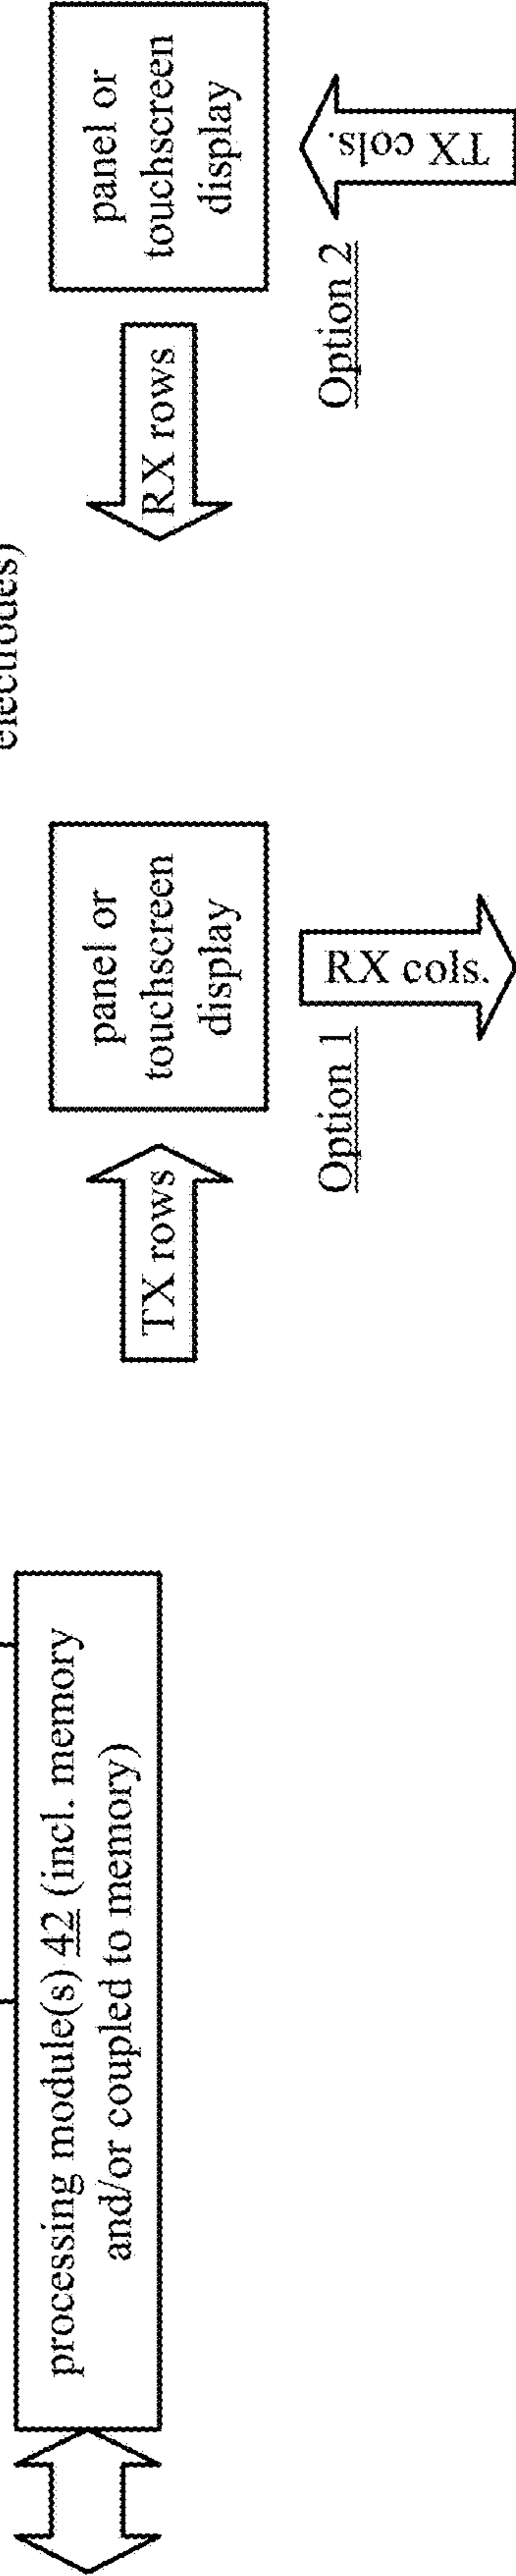 electrodes)
processing module(s) 42 (incl. memory
and/or coupled to memory)
TX rows
panel or
touchscreen
display
Option 1
RX cols.
RX rows
panel or
touchscreen
display
Option 2
TX cols.